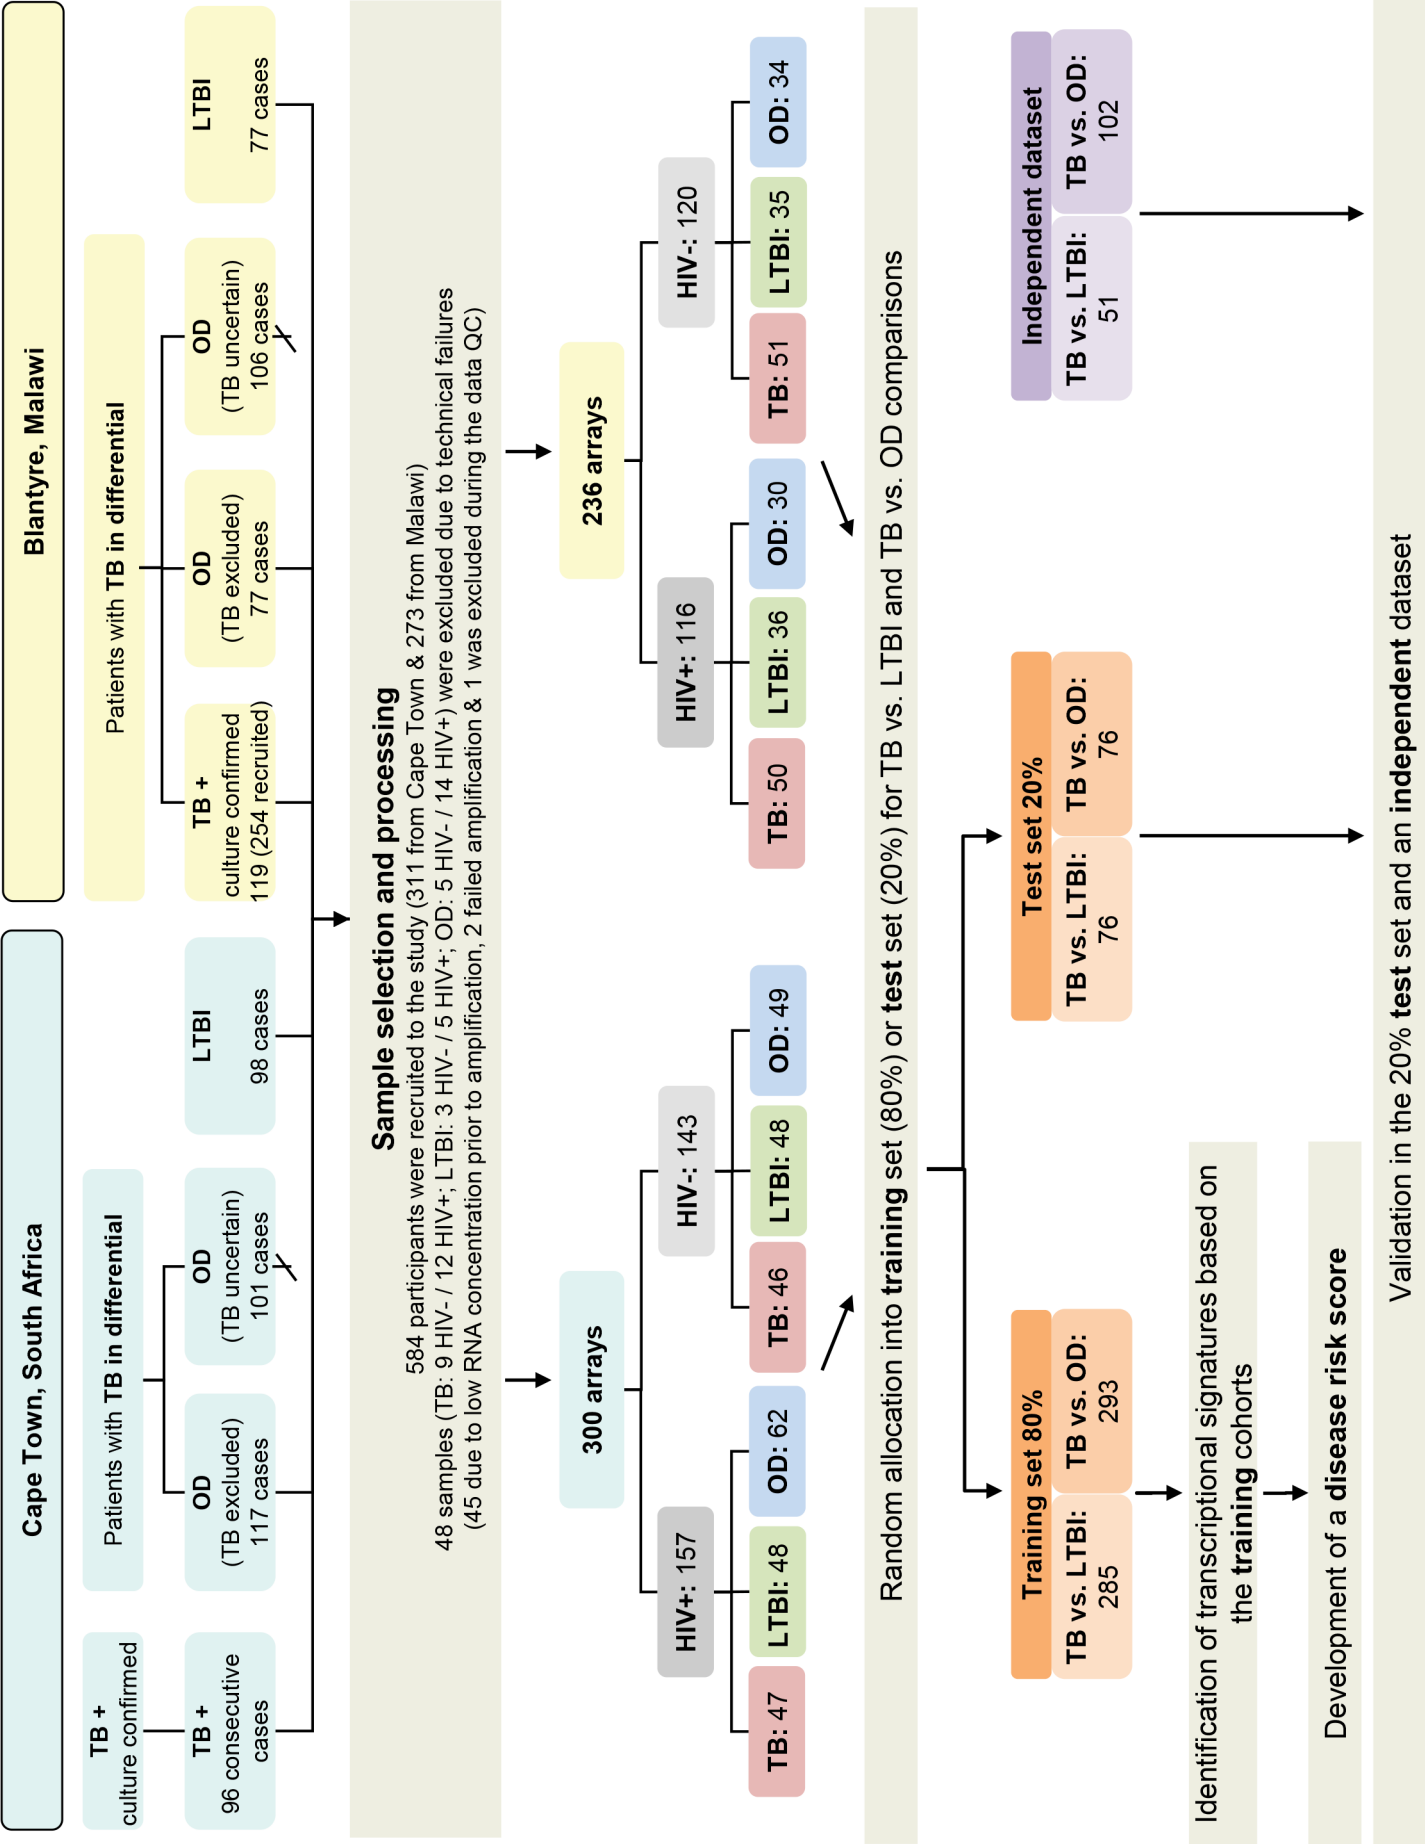 Cape Town, South Africa
Blantyre, Malawi
TB +
culture confirmed
Patients with TB in differential
Patients with TB in differential
TB +
96 consecutive
cases
OD
(TB excluded)
117 cases
OD
(TB uncertain)
101 cases
LTBI
98 cases
TB +
culture confirmed
119 (254 recruited)
OD
(TB excluded)
77 cases
OD
(TB uncertain)
106 cases
LTBI
77 cases
Sample selection and processing
584 participants were recruited to the study (311 from Cape Town & 273 from Malawi)
48 samples (TB: 9 HIV- / 12 HIV+; LTBI: 3 HIV- / 5 HIV+; OD: 5 HIV- / 14 HIV+) were excluded due to technical failures
(45 due to low RNA concentration prior to amplification, 2 failed amplification & 1 was excluded during the data QC)
300 arrays
236 arrays
HIV+: 157
HIV-: 143
HIV+: 116
HIV-: 120
TB: 47
LTBI: 48
OD: 62
TB: 46
LTBI: 48
OD: 49
TB: 50
LTBI: 36
OD: 30
TB: 51
LTBI: 35
OD: 34
Random allocation into training set (80%) or test set (20%) for TB vs. LTBI and TB vs. OD comparisons
Training set 80%
TB vs. LTBI:
285
TB vs. OD:
293
Test set 20%
TB vs. LTBI:
76
TB vs. OD:
76
Independent dataset
TB vs. LTBI:
51
TB vs. OD:
102
Identification of transcriptional signatures based on
the training cohorts
Development of a disease risk score
Validation in the 20% test set and an independent dataset